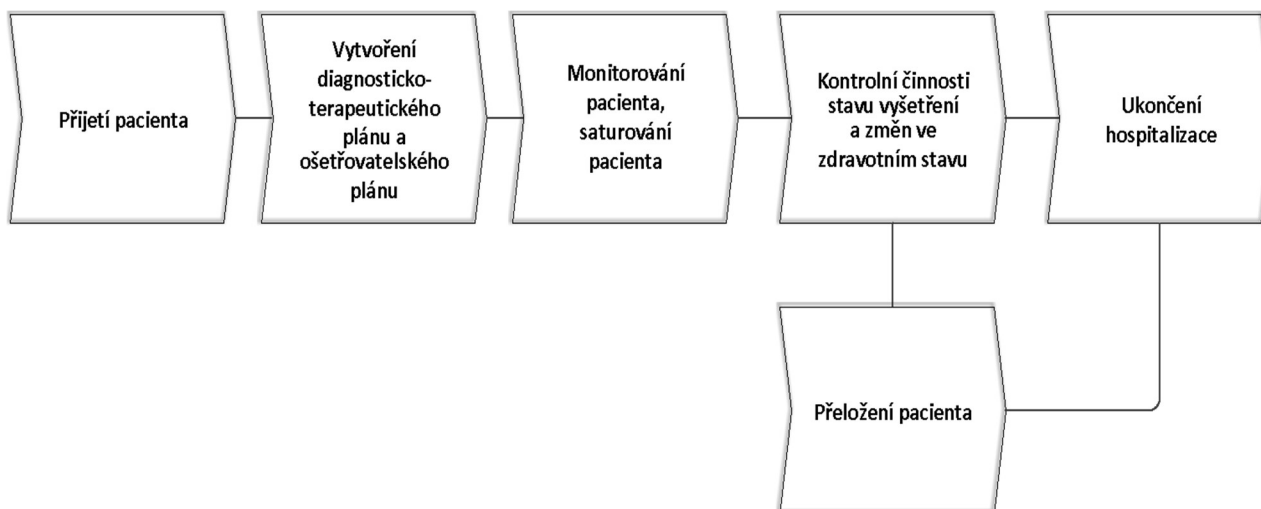 Přijetí pacienta
Vytvoření
diagnosticko-
terapeutického
plánu a
ošetřovatelského
plánu
Monitorování
pacienta,
saturování
pacienta
Kontrolní činnosti
stavu vyšetření
a změn ve
zdravotním stavu
Ukončení
hospitalizace
Přeložení pacienta